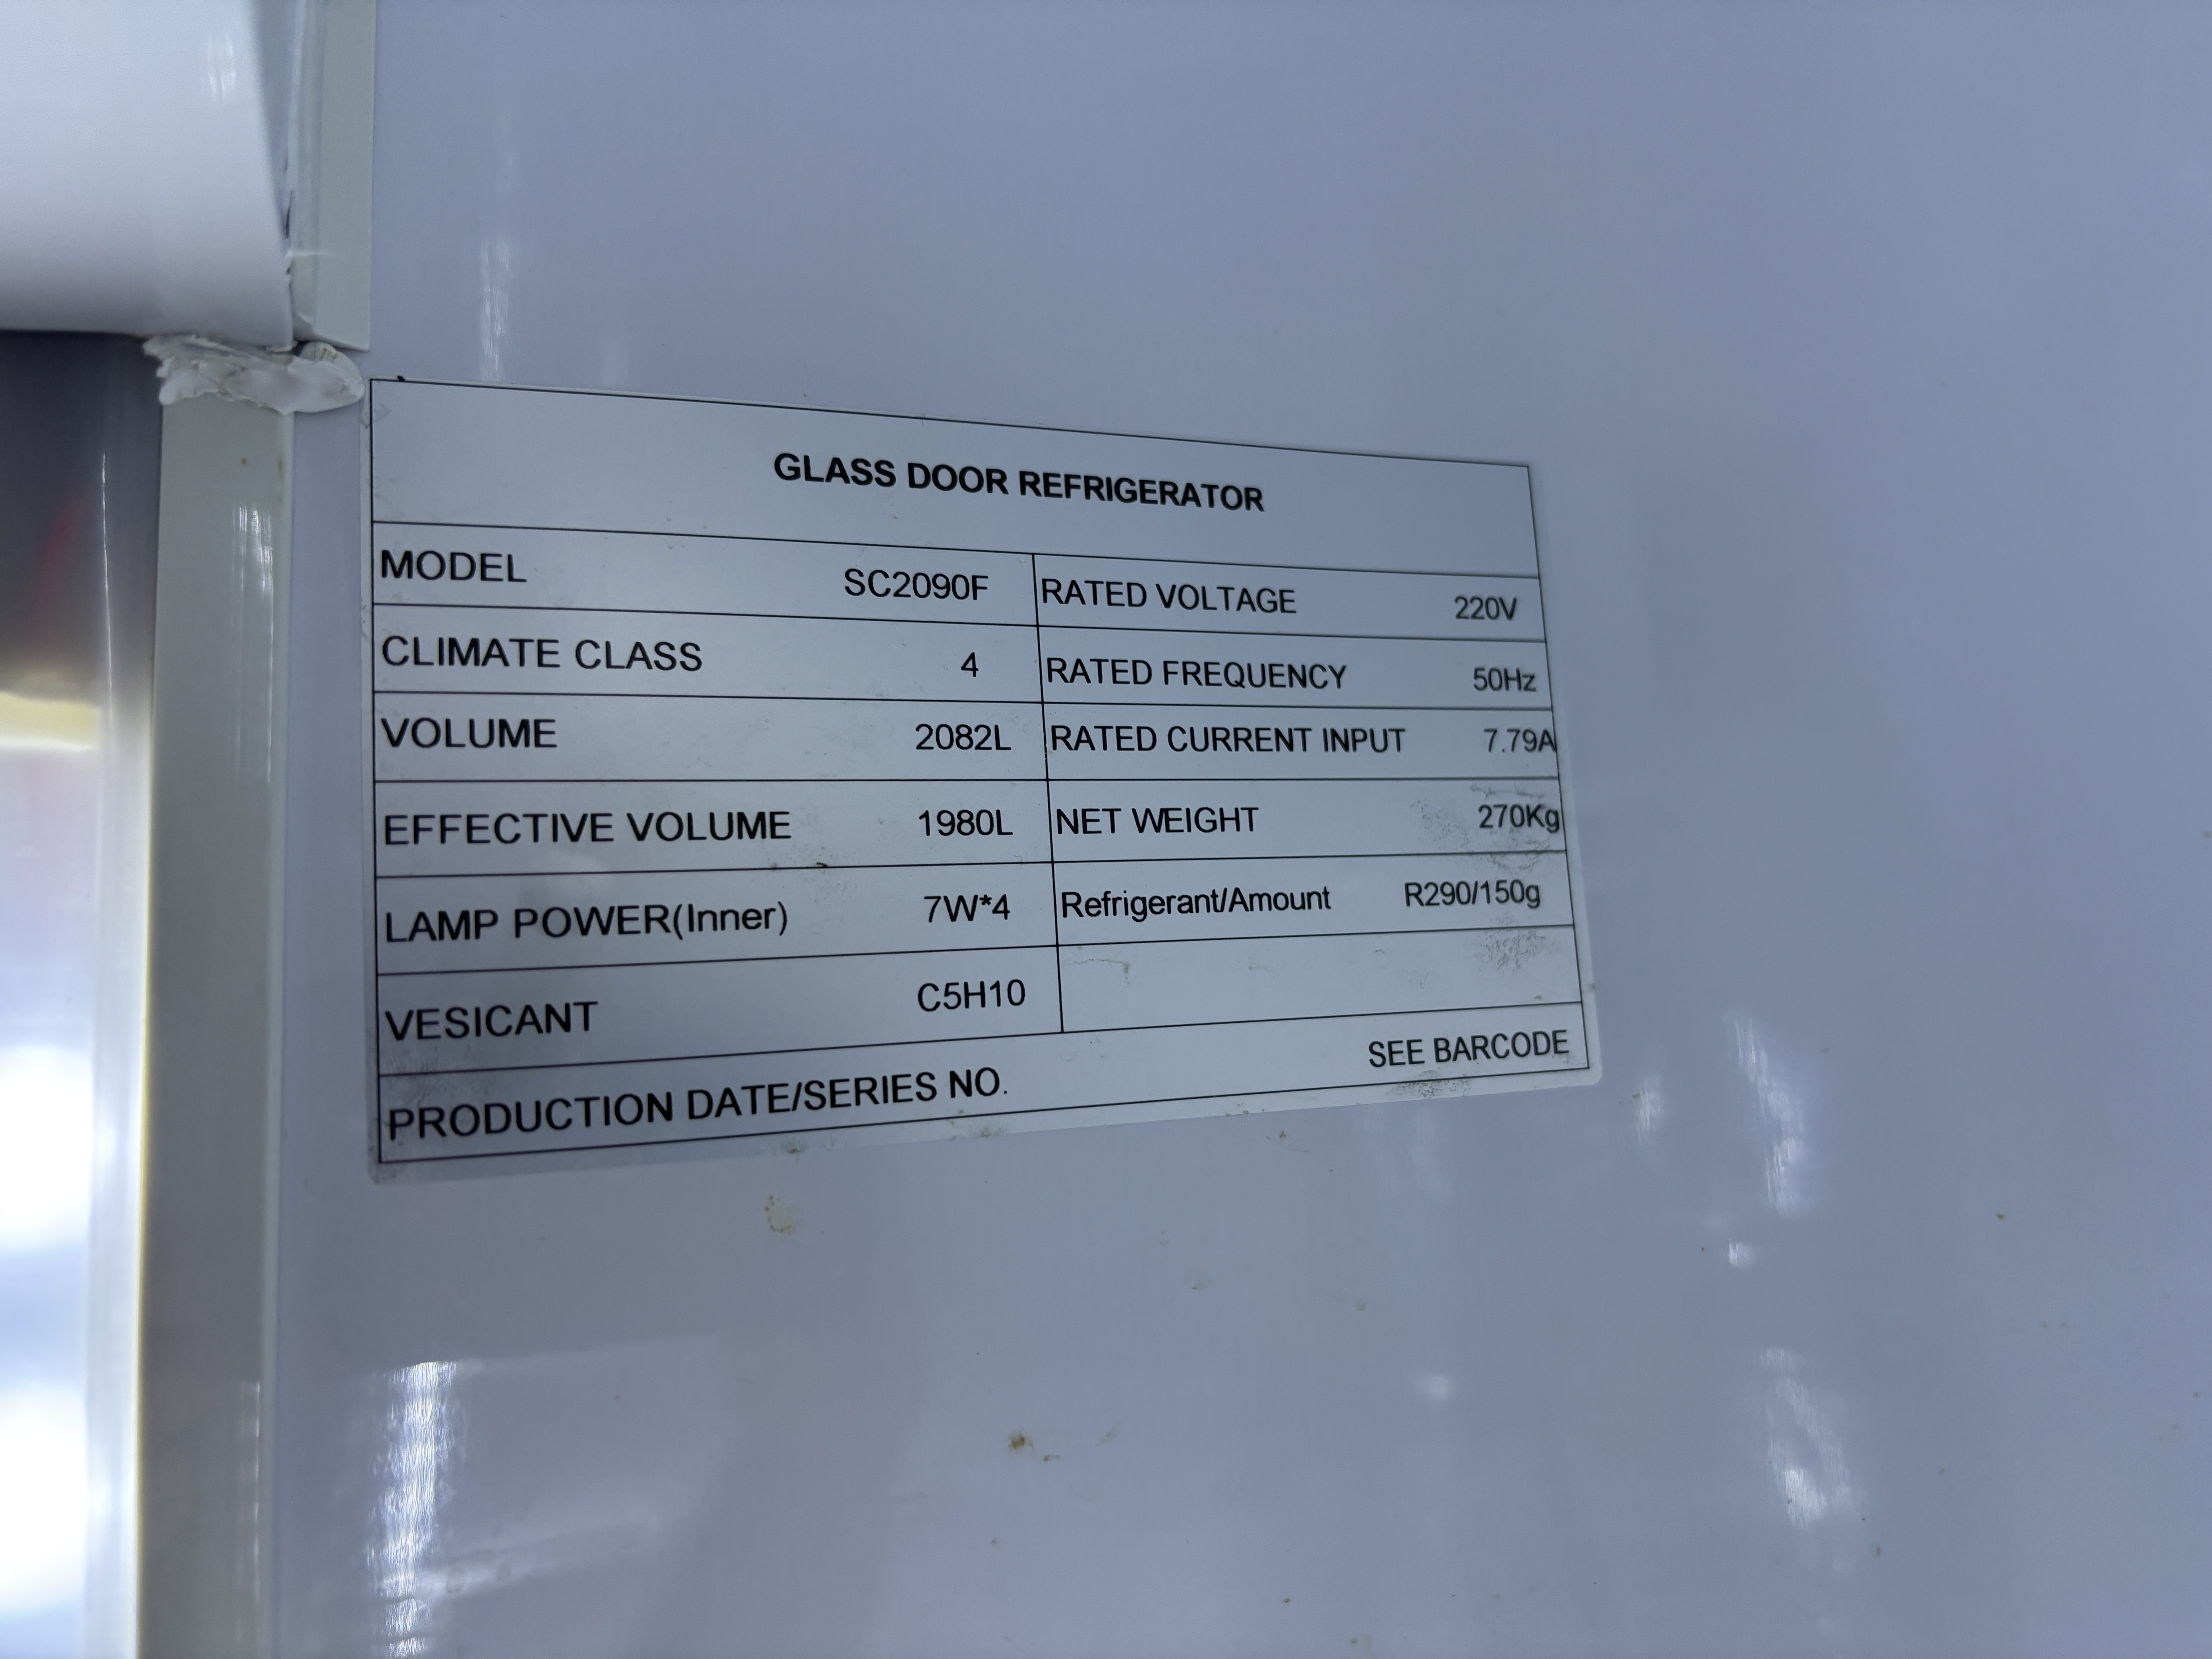 GLASS DOOR REFRIGERATOR
MODEL SC2090F RATED VOLTAGE 220V
CLIMATE CLASS 4 RATED FREQUENCY 50Hz
VOLUME 2082L RATED CURRENT INPUT 7.79A
EFFECTIVE VOLUME 1980L NET WEIGHT 270Kg
LAMP POWER(Inner) 7W*4 Refrigerant/Amount R290/150g
VESICANT C5H10
PRODUCTION DATE/SERIES NO. SEE BARCODE